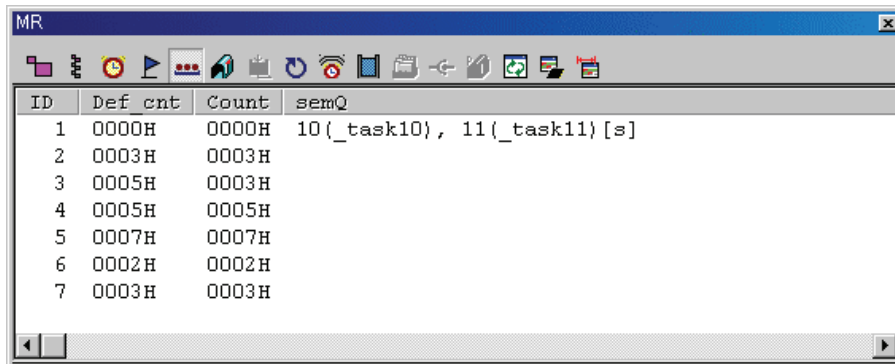 MR
ID Def_cnt Count semQ
1 0000H 0000H 10(_task10), 11(_task11)[s]
2 0003H 0003H
3 0005H 0003H
4 0005H 0005H
5 0007H 0007H
6 0002H 0002H
7 0003H 0003H